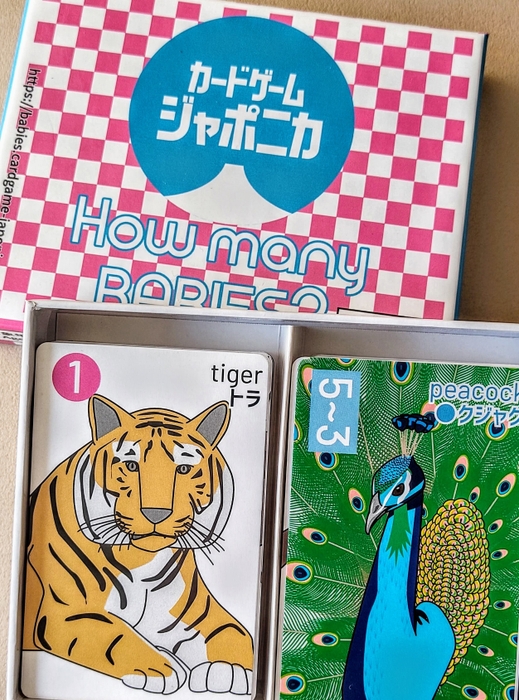 カードゲーム
ジャポニカ
How many
BABIES?
1
tiger
トラ
5~3
peacock
クジャク